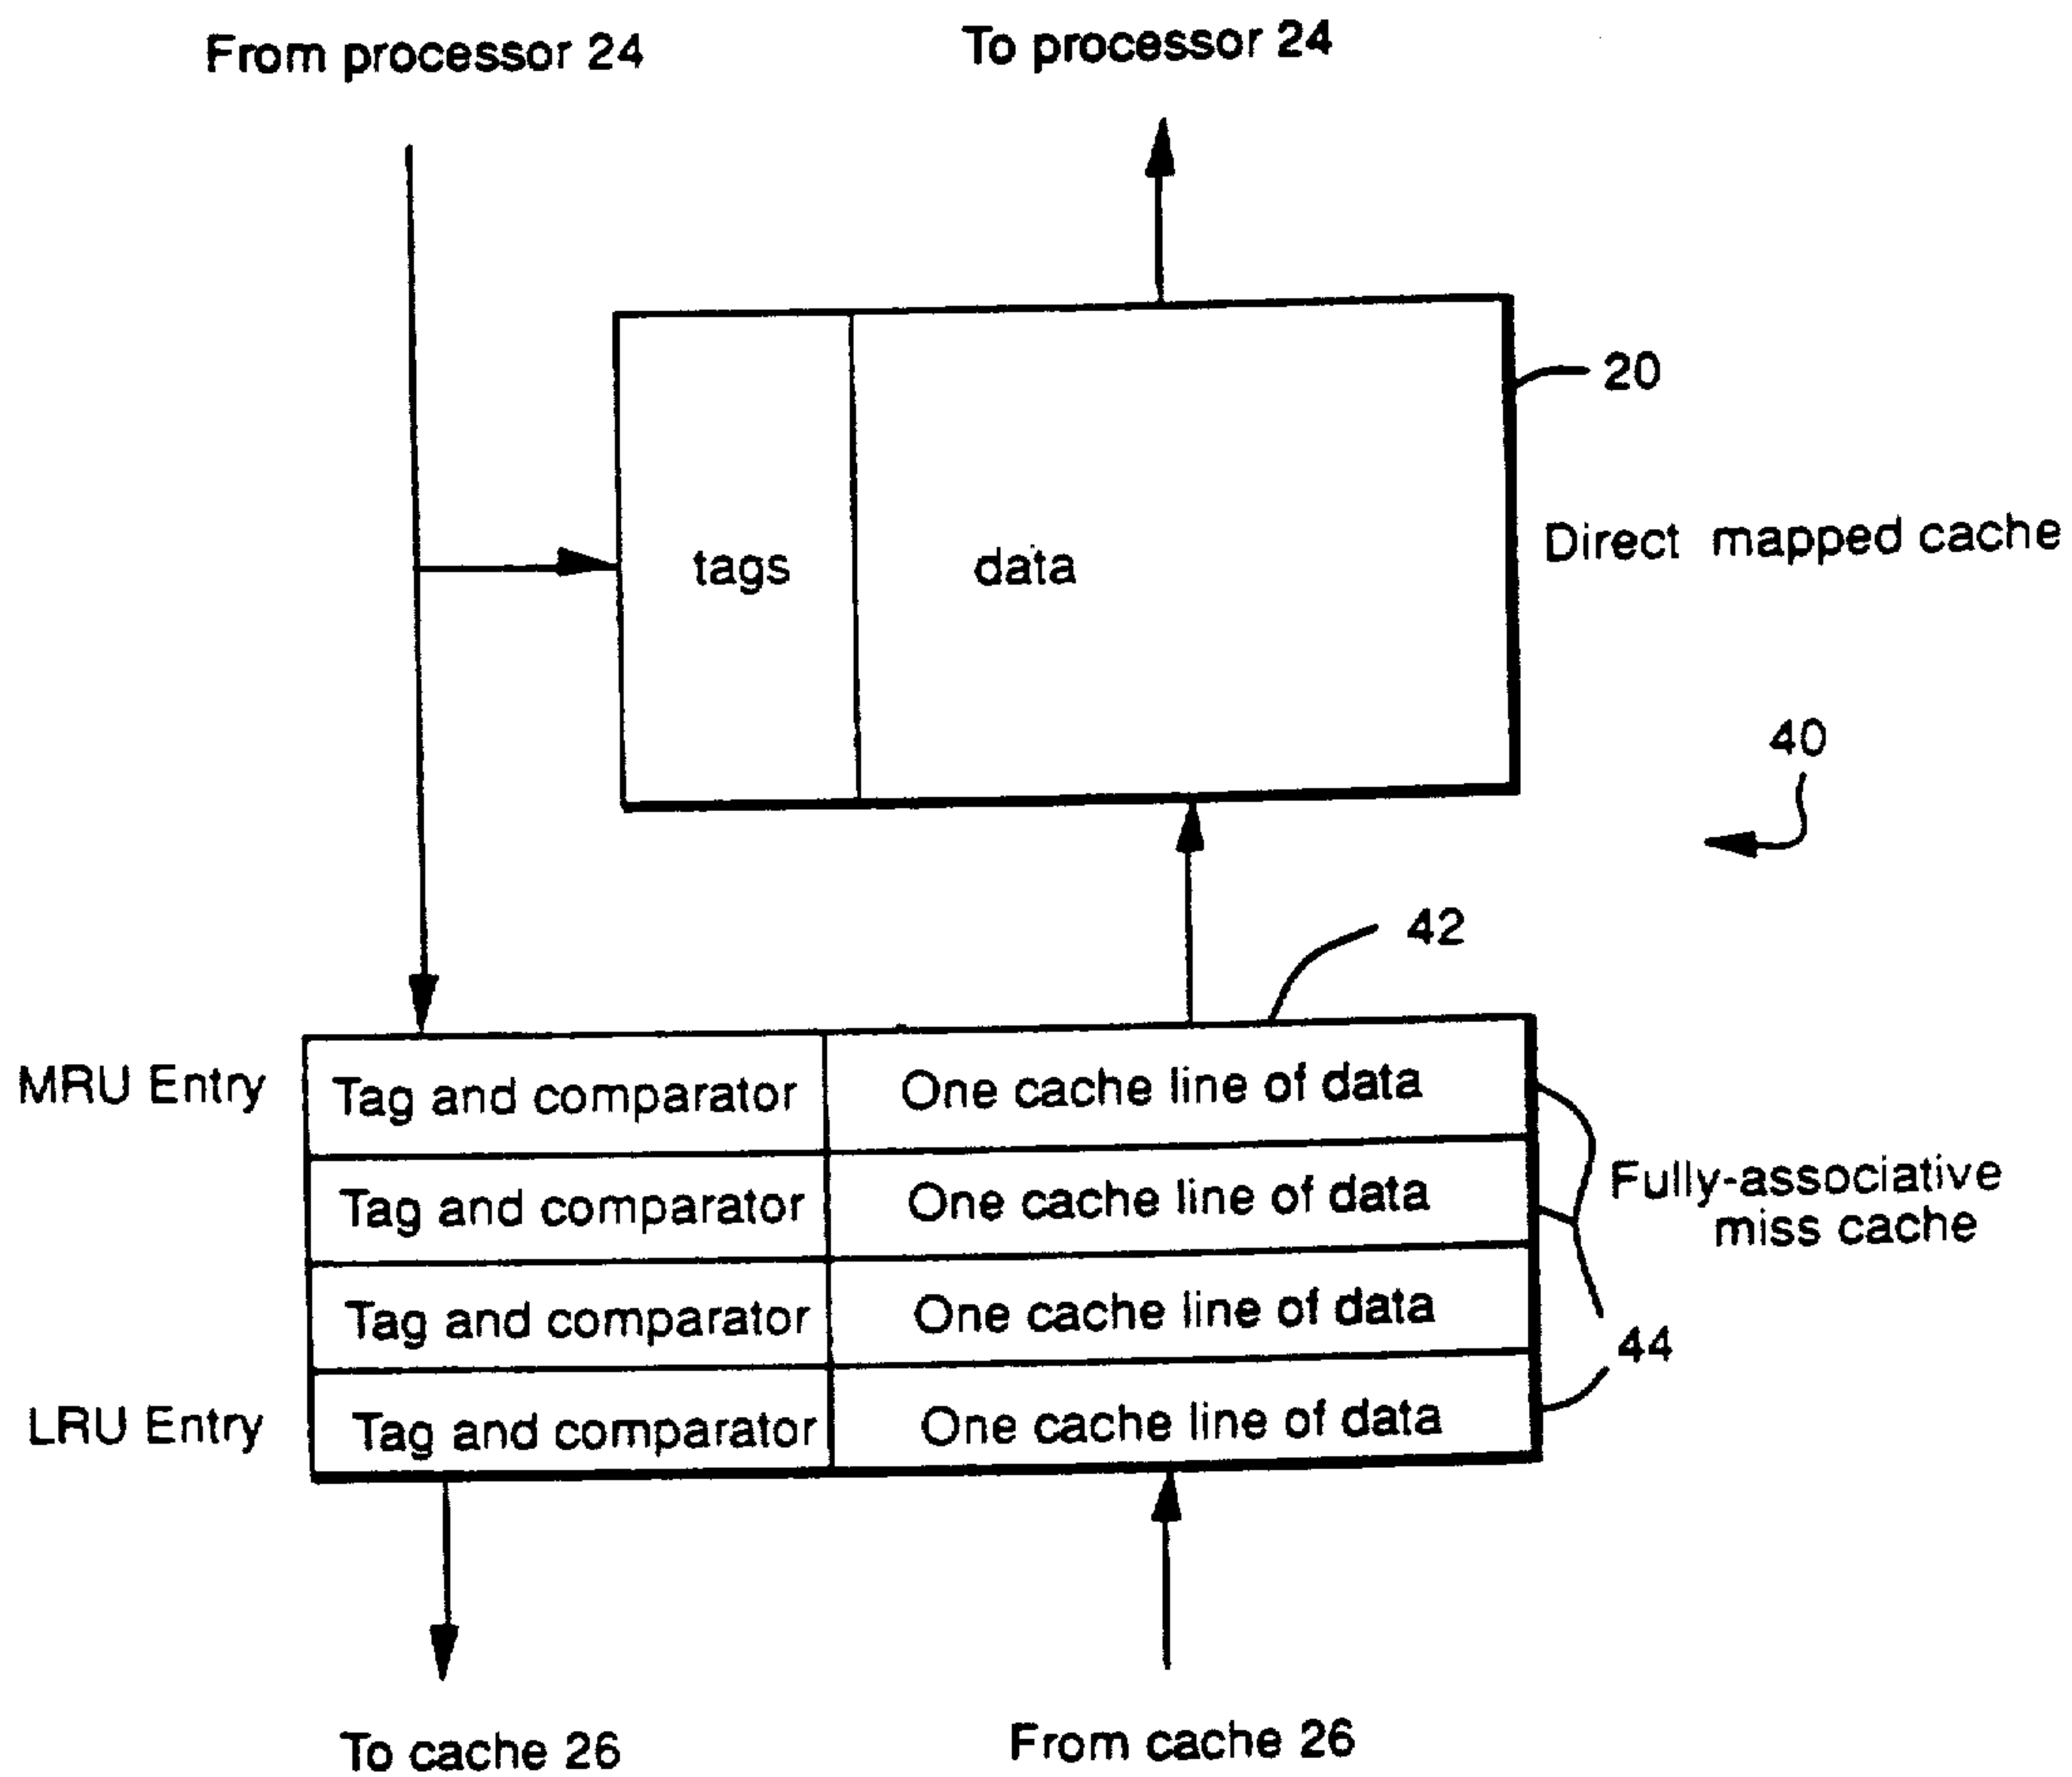 From processor 24
To processor 24
20
tags
data
Direct mapped cache
40
42
MRU Entry
Tag and comparator
One cache line of data
Tag and comparator
One cache line of data
Fully-associative
miss cache
Tag and comparator
One cache line of data
44
LRU Entry
Tag and comparator
One cache line of data
To cache 26
From cache 26